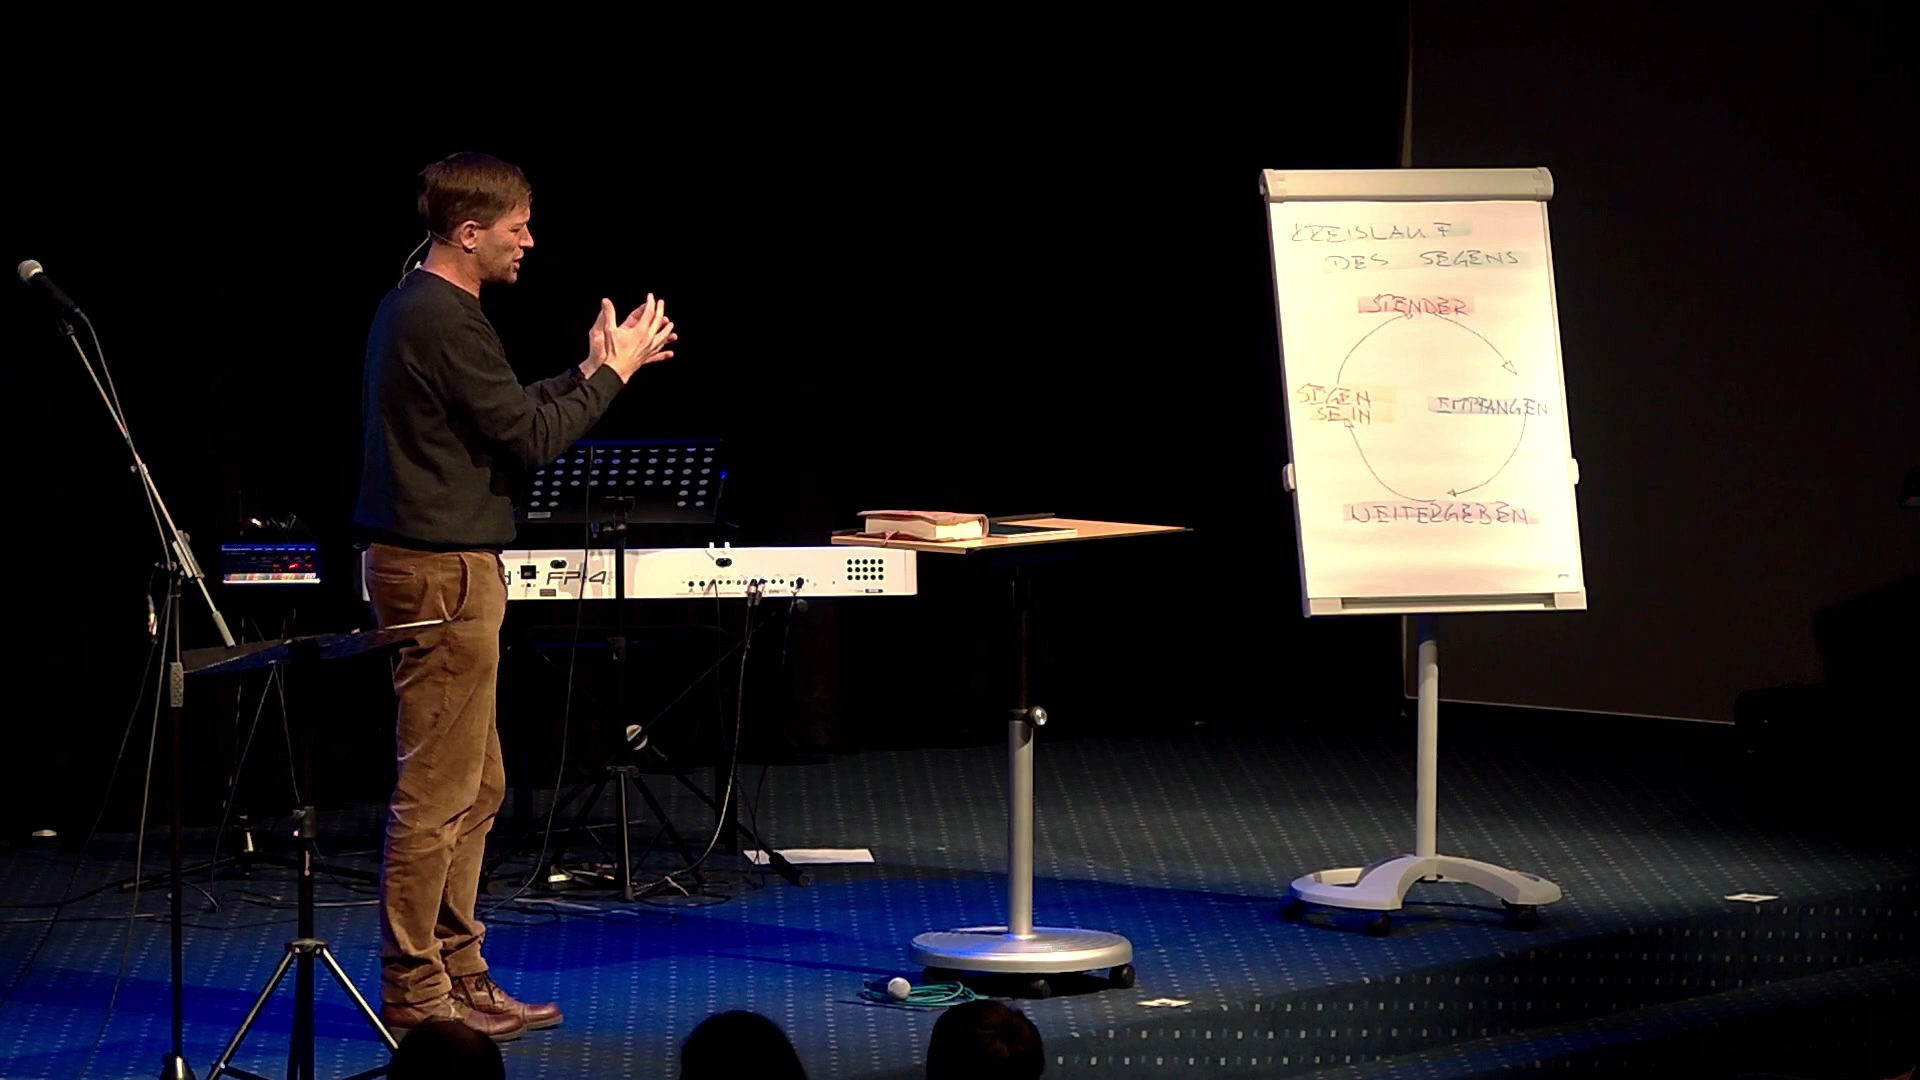 KREISLAUF
DES SEGENS
SPENDER
SEGEN
SEIN
EMPFANGEN
WEITERGEBEN
FP-4